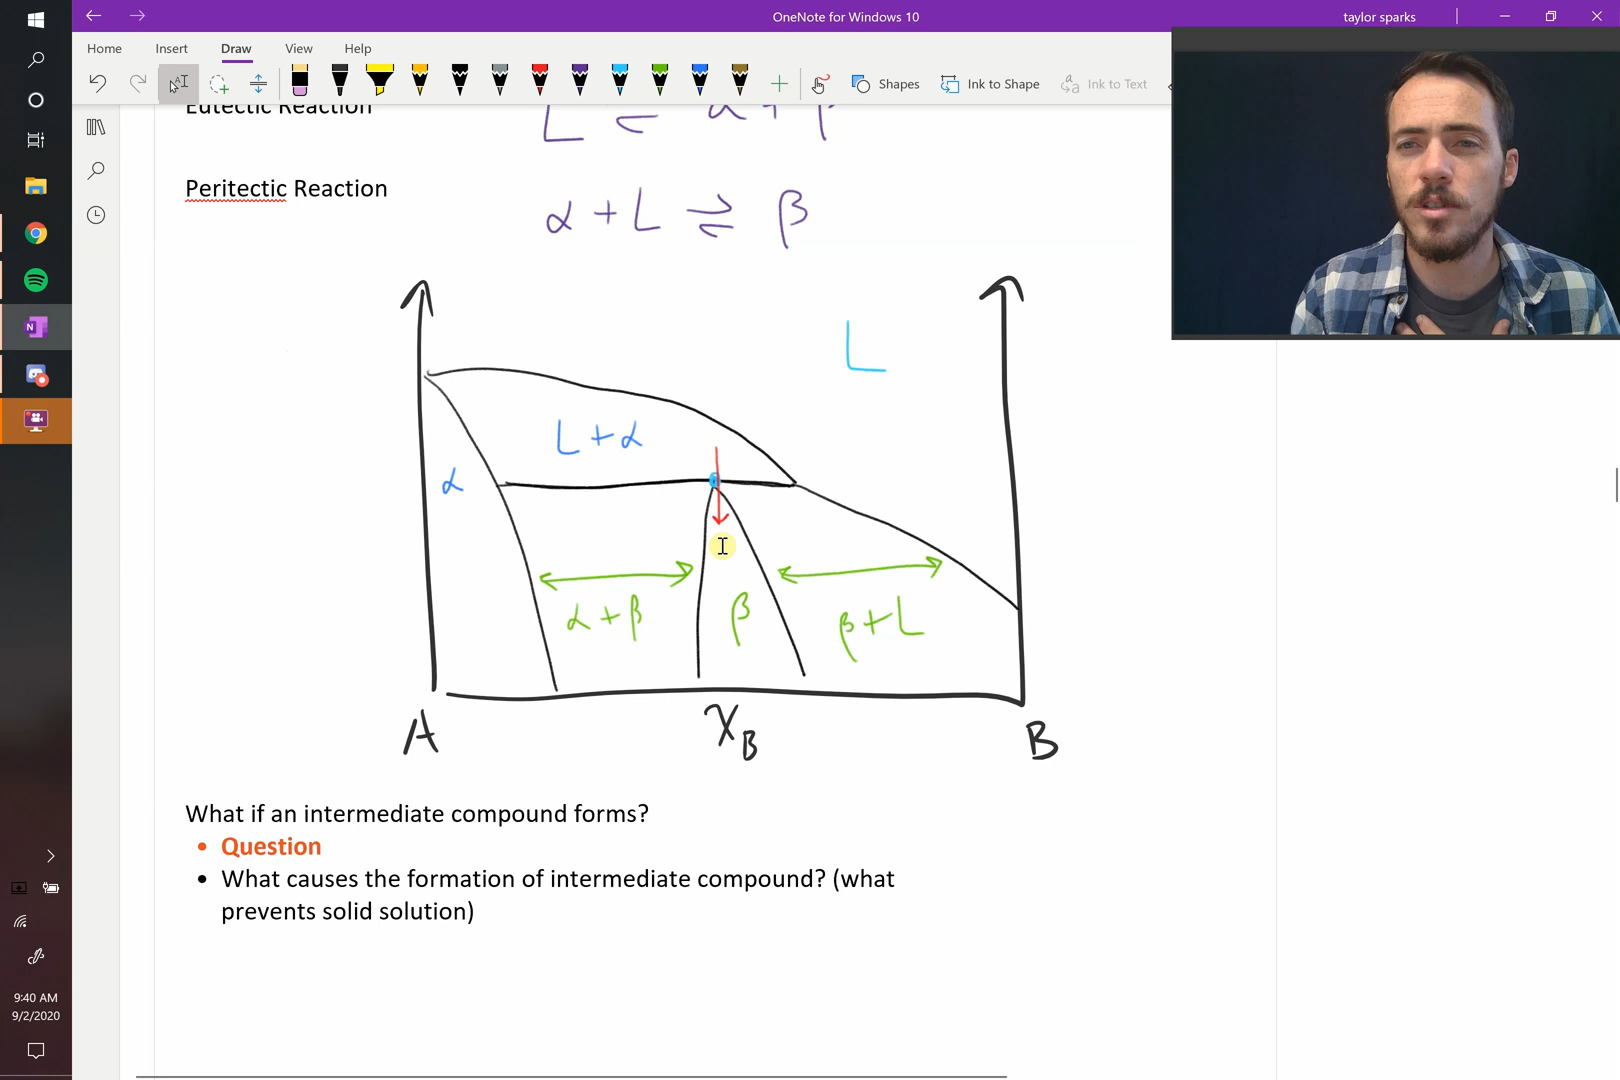 OneNote for Windows 10
taylor sparks
Home Insert Draw View Help
Shapes Ink to Shape Ink to Text
Eutectic Reaction
L ⇌ α + β
Peritectic Reaction
α + L ⇌ β
L
L + α
α
α + β
β
β + L
A
X_B
B
What if an intermediate compound forms?
• Question
• What causes the formation of intermediate compound? (what
prevents solid solution)
9:40 AM
9/2/2020